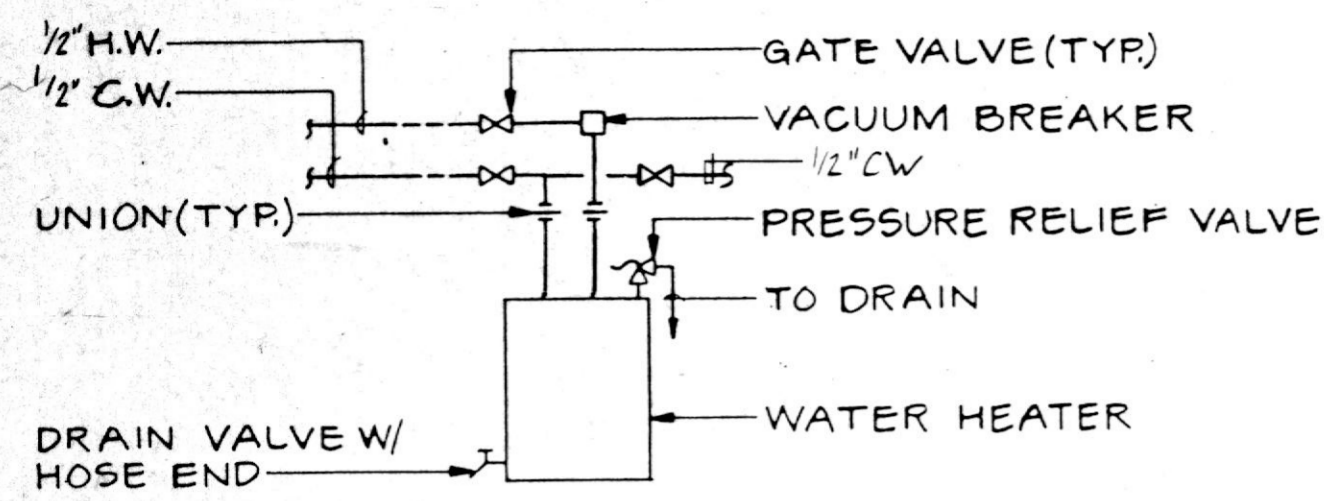 1/2" H.W.
1/2" C.W.
GATE VALVE (TYP.)
VACUUM BREAKER
1/2" CW
UNION (TYP.)
PRESSURE RELIEF VALVE
TO DRAIN
WATER HEATER
DRAIN VALVE W/
HOSE END